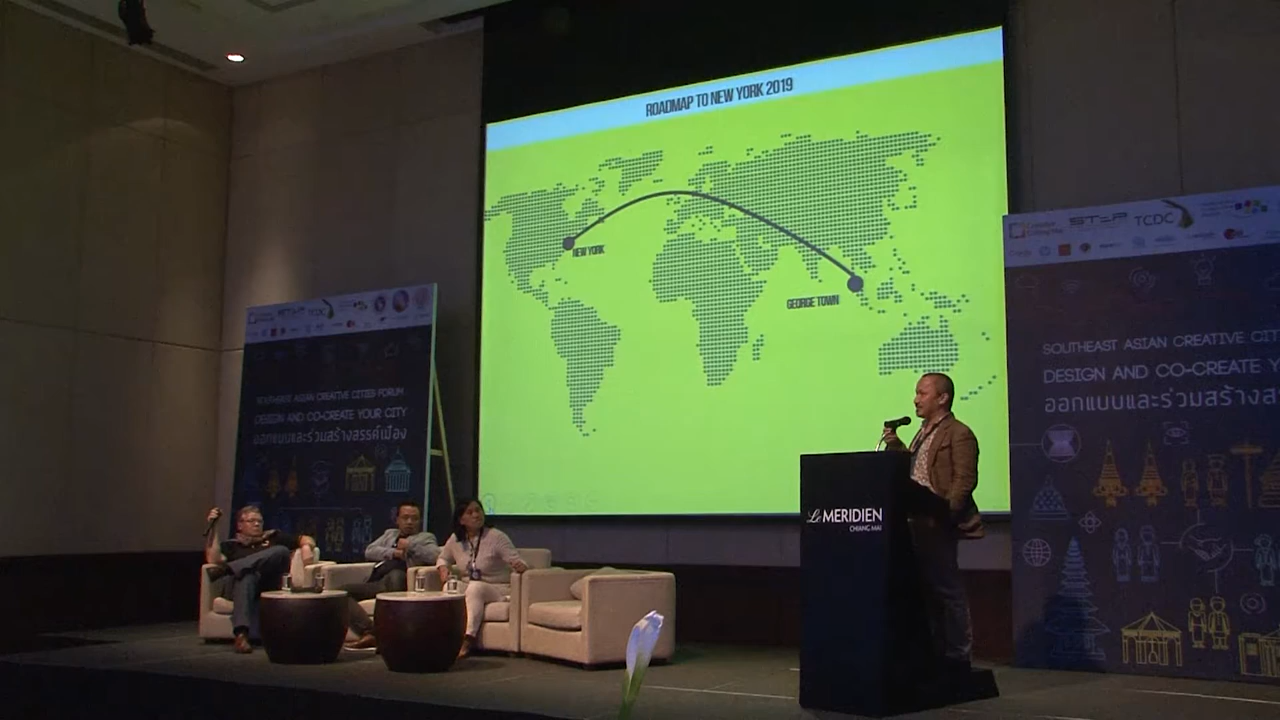 ROADMAP TO NEW YORK 2019
NEW YORK
GEORGE TOWN
STEP TCDC
SOUTHEAST ASIAN CREATIVE CITIES FORUM
DESIGN AND CO-CREATE YOUR CITY
ออกแบบและร่วมสร้างสรรค์เมือง
Le MERIDIEN
CHIANG MAI
TCDC
SOUTHEAST ASIAN CREATIVE CIT
DESIGN AND CO-CREATE Y
ออกแบบและร่วมสร้างส